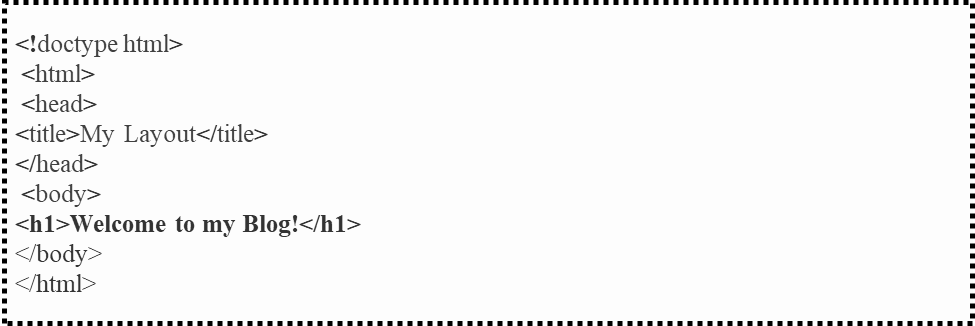 <!doctype html>
<html>
<head>
<title>My Layout</title>
</head>
<body>
<h1>Welcome to my Blog!</h1>
</body>
</html>